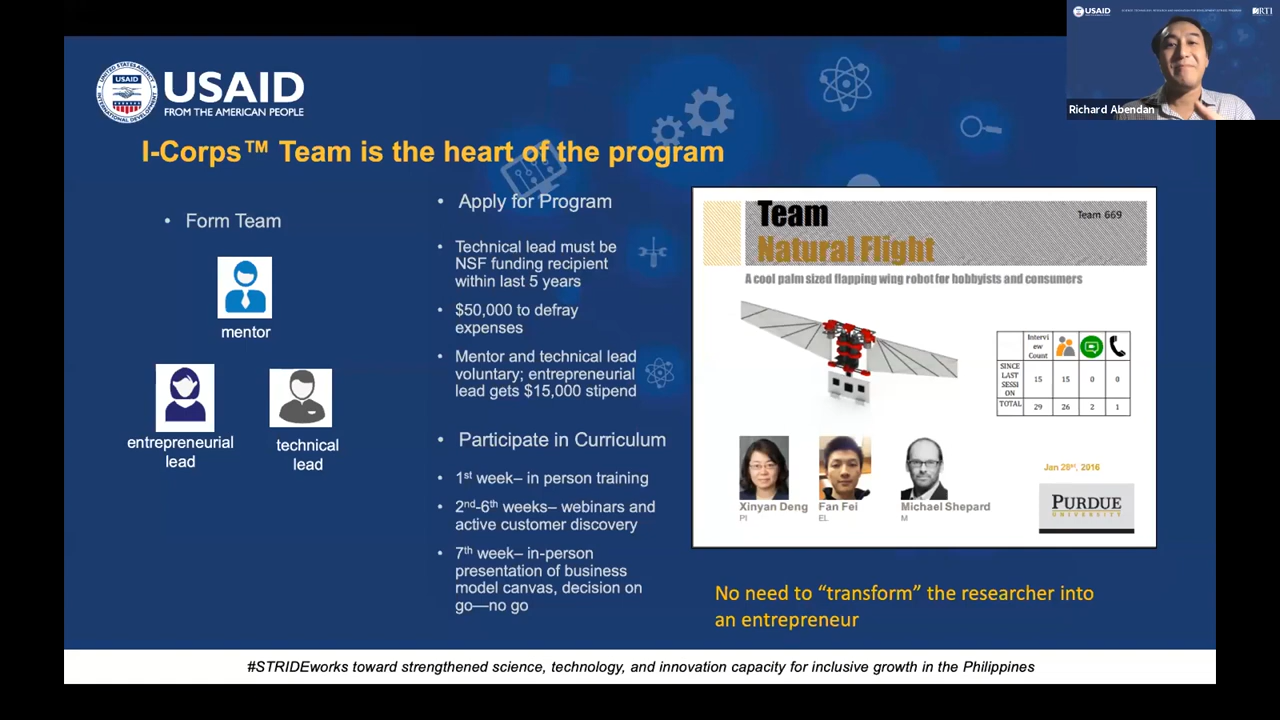 USAID
FROM THE AMERICAN PEOPLE
I-Corps™ Team is the heart of the program
• Form Team
mentor
entrepreneurial
lead
technical
lead
• Apply for Program
• Technical lead must be
NSF funding recipient
within last 5 years
• $50,000 to defray
expenses
• Mentor and technical lead
voluntary; entrepreneurial
lead gets $15,000 stipend
• Participate in Curriculum
• 1st week– in person training
• 2nd-6th weeks– webinars and
active customer discovery
• 7th week– in-person
presentation of business
model canvas, decision on
go—no go
Team
Team 669
Natural Flight
A cool palm sized flapping wing robot for hobbyists and consumers
Intervi
ew
Count
SINCE
LAST
SESSI
ON
15 15 0 0
TOTAL 29 26 2 1
Xinyan Deng
PI
Fan Fei
EL
Michael Shepard
M
Jan 28st, 2016
PURDUE
UNIVERSITY
No need to “transform” the researcher into
an entrepreneur
#STRIDEworks toward strengthened science, technology, and innovation capacity for inclusive growth in the Philippines
USAID
RTI
Richard Abendan